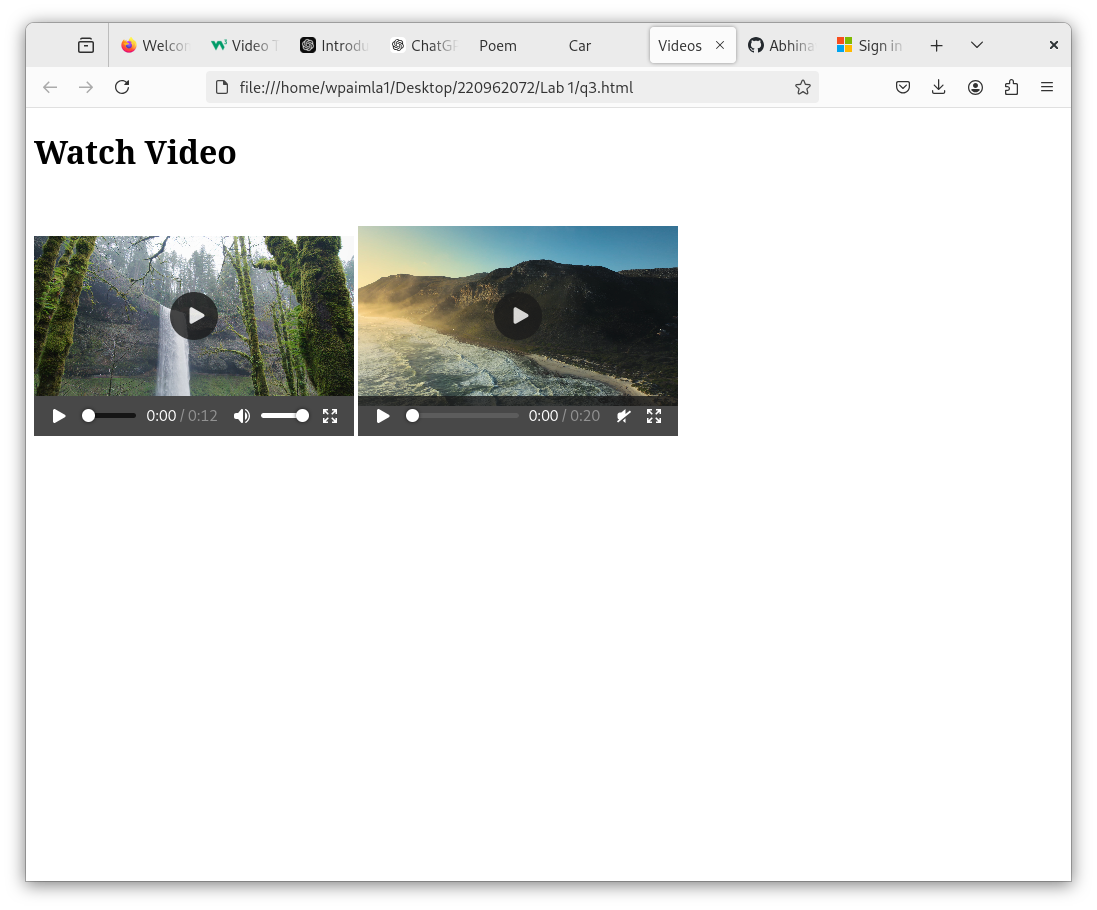 Welcor Video T Introdu ChatGP Poem Car Videos Abhina Sign in
file:///home/wpaimla1/Desktop/220962072/Lab 1/q3.html
Watch Video
0:00 / 0:12 0:00 / 0:20